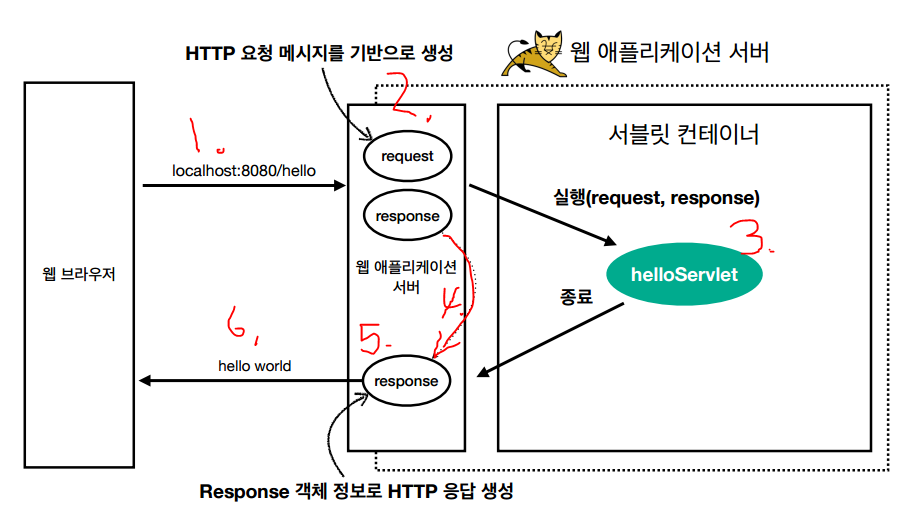 HTTP 요청 메시지를 기반으로 생성
웹 애플리케이션 서버
2.
1.
서블릿 컨테이너
request
localhost:8080/hello
실행(request, response)
response
3.
웹 브라우저
웹 애플리케이션
서버
helloServlet
4.
종료
6.
5.
hello world
response
Response 객체 정보로 HTTP 응답 생성